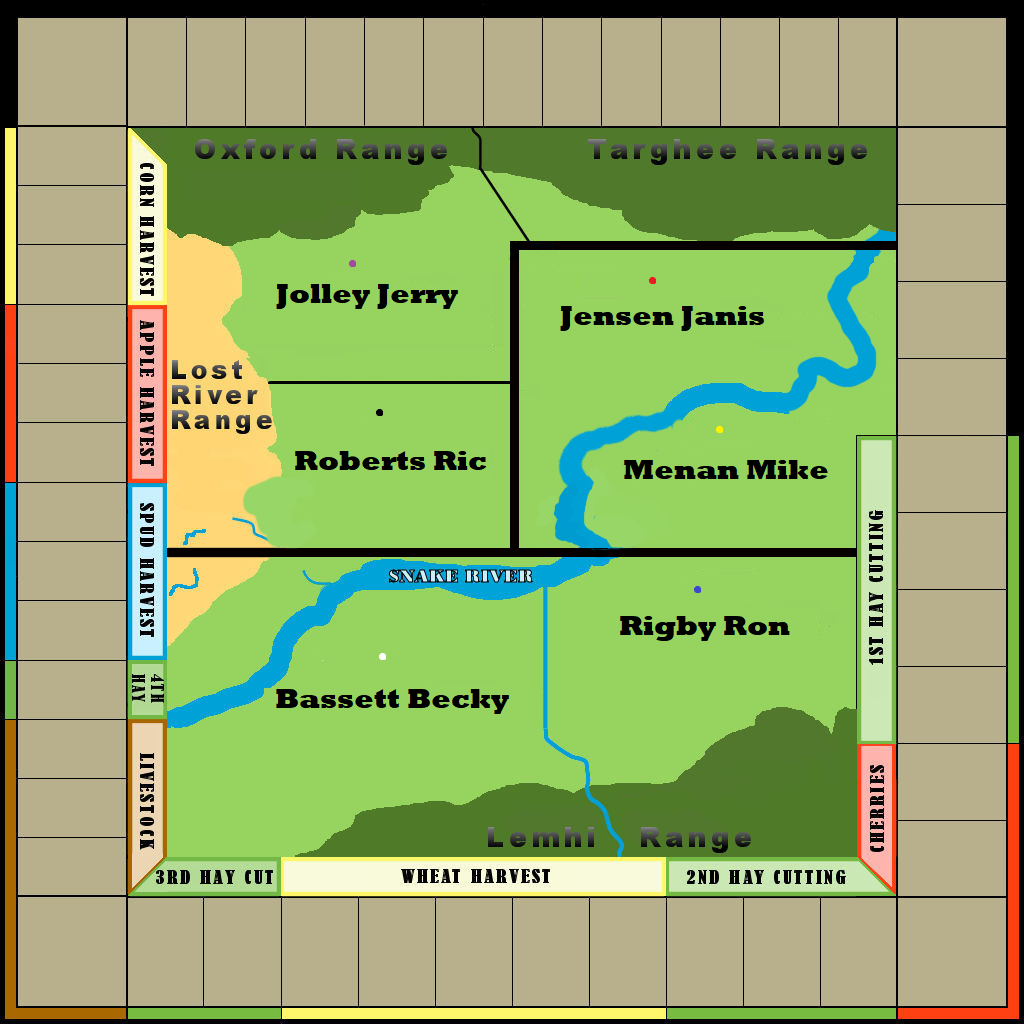 Oxford Range
Targhee Range
CORN HARVEST
Jolley Jerry
Jensen Janis
APPLE HARVEST
Lost
River
Range
Roberts Ric
Menan Mike
SPUD HARVEST
SNAKE RIVER
1ST HAY CUTTING
Rigby Ron
4TH
HAY
Bassett Becky
LIVESTOCK
CHERRIES
Lemhi Range
3RD HAY CUT
WHEAT HARVEST
2ND HAY CUTTING